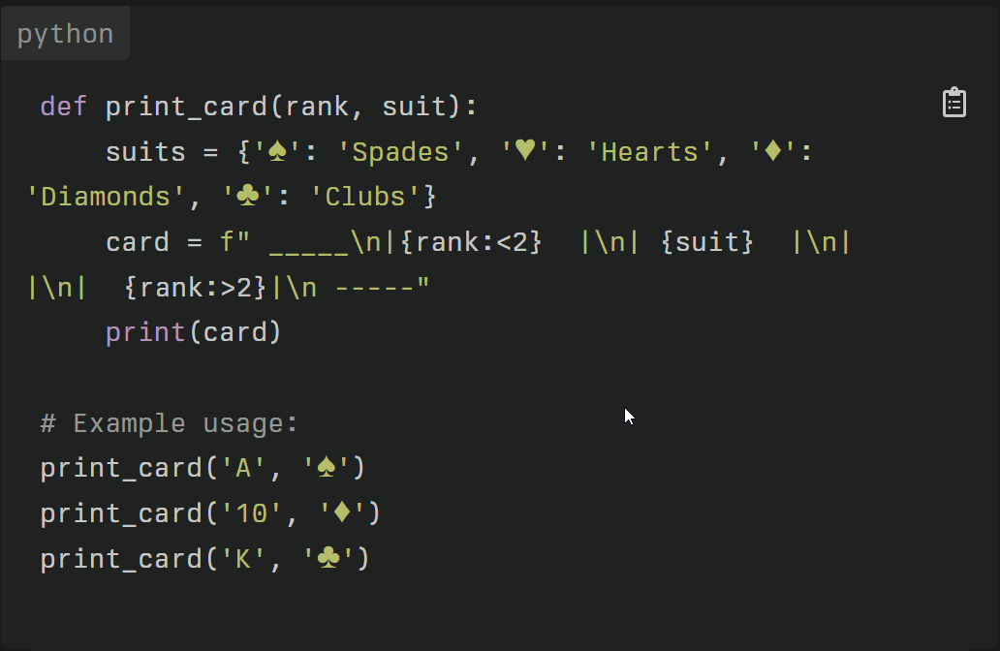 python
def print_card(rank, suit):
    suits = {'♠': 'Spades', '♥': 'Hearts', '♦':
'Diamonds', '♣': 'Clubs'}
    card = f" _____\n|{rank:<2}  |\n| {suit}  |\n|
|\n|  {rank:>2}|\n -----"
    print(card)

# Example usage:
print_card('A', '♠')
print_card('10', '♦')
print_card('K', '♣')